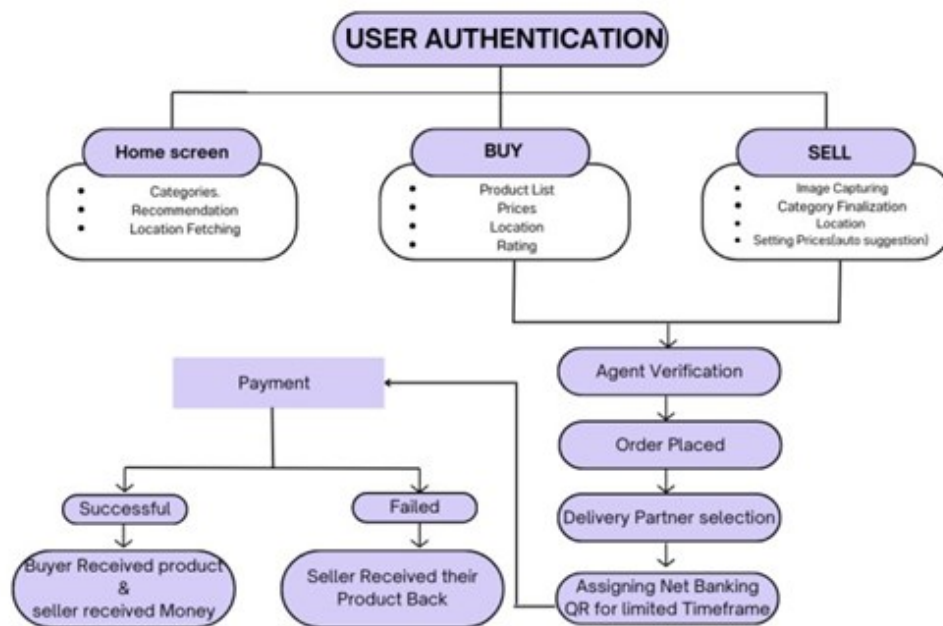 USER AUTHENTICATION
Home screen
Categories.
Recommendation
Location Fetching
BUY
Product List
Prices
Location
Rating
SELL
Image Capturing
Category Finalization
Location
Setting Prices(auto suggestion)
Agent Verification
Order Placed
Delivery Partner selection
Assigning Net Banking
QR for limited Timeframe
Payment
Successful
Failed
Buyer Received product
&
seller received Money
Seller Received their
Product Back